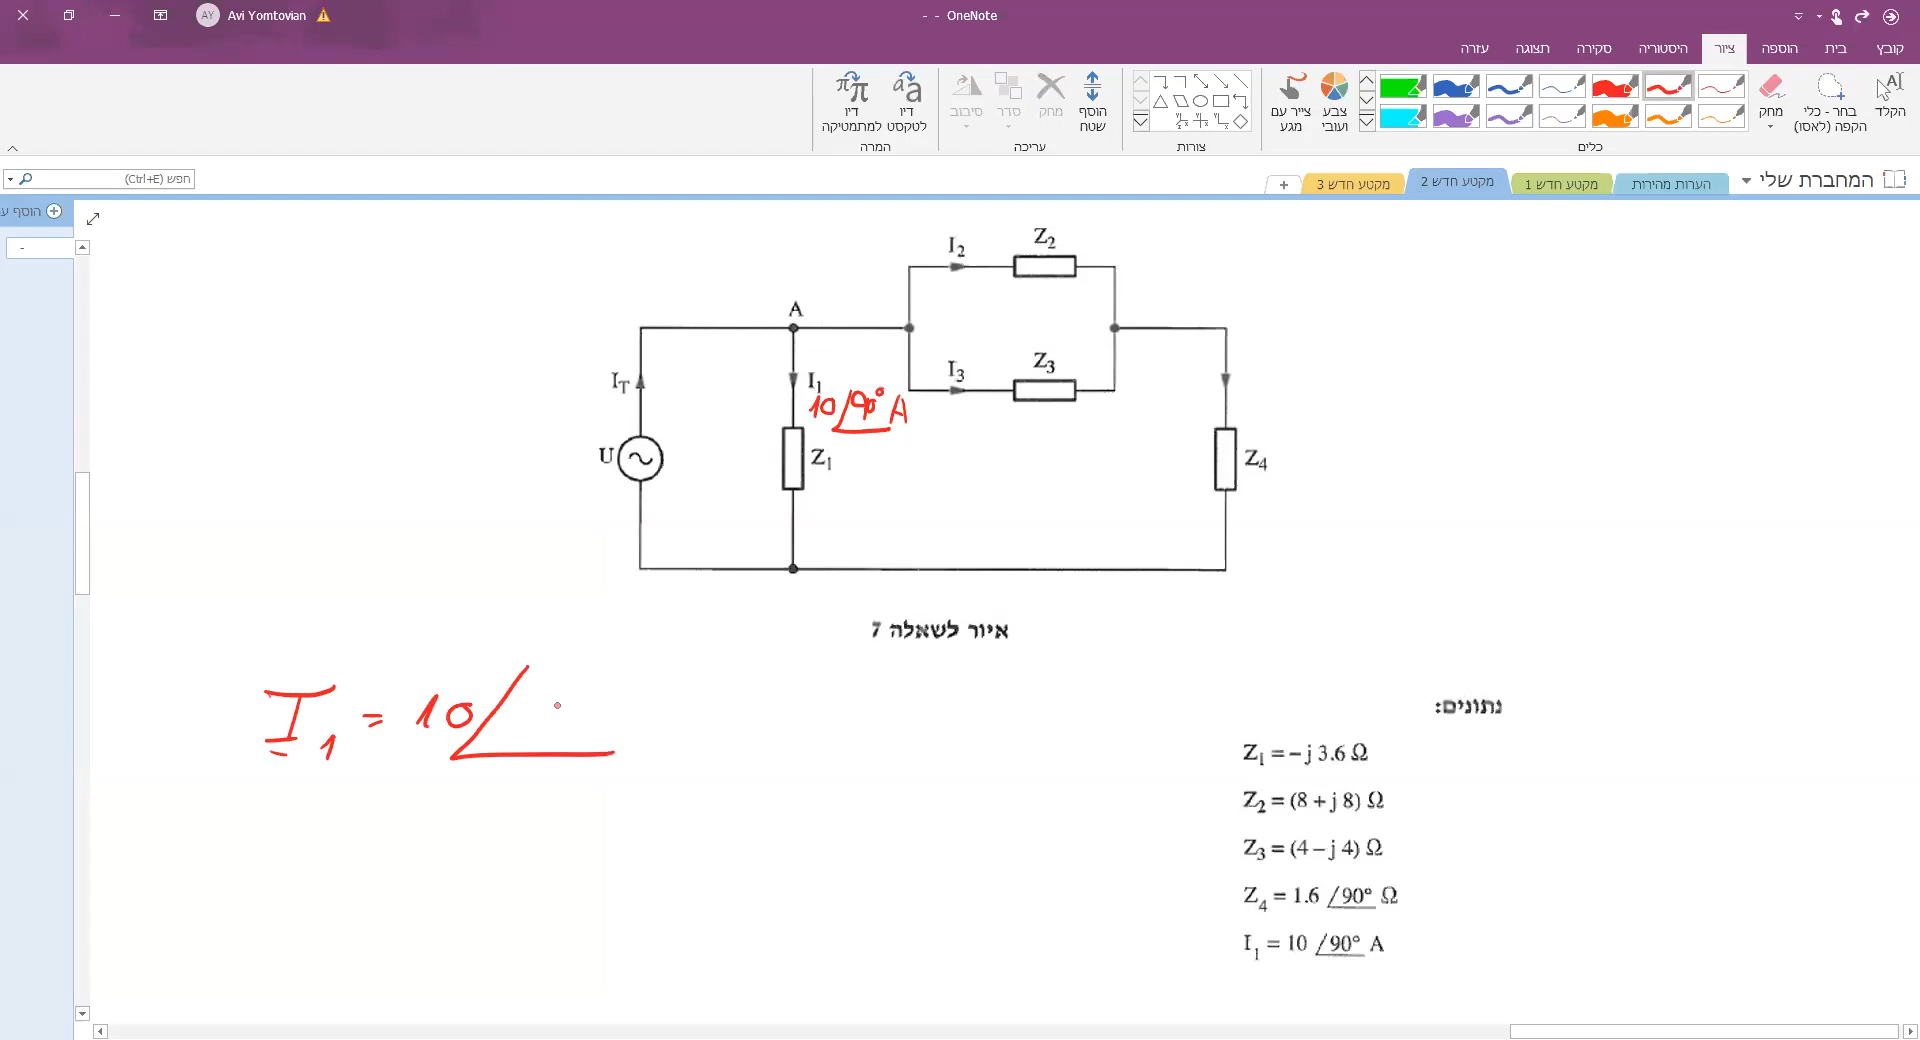 Avi Yomtovian
AY
- - OneNote
קובץ
בית
הוספה
ציור
היסטוריה
סקירה
תצוגה
עזרה
הקלד
בחר - כלי הקפה (לאסו)
מחק
צבע ועובי
צייר עם מגע
כלים
צורות
הוסף שטח
מחק
סדר
סיבוב
עריכה
דיו לטקסט
דיו למתמטיקה
המרה
המחברת שלי
הערות מהירות
מקטע חדש 1
מקטע חדש 2
מקטע חדש 3
+
חפש (Ctrl+E)
הוסף
-
I2
Z2
A
I3
Z3
IT
I1
10/90° A
U
Z1
Z4
איור לשאלה 7
I1 = 10/
נתונים:
Z1 = – j 3.6 Ω
Z2 = (8 + j 8) Ω
Z3 = (4 – j 4) Ω
Z4 = 1.6 /90° Ω
I1 = 10 /90° A